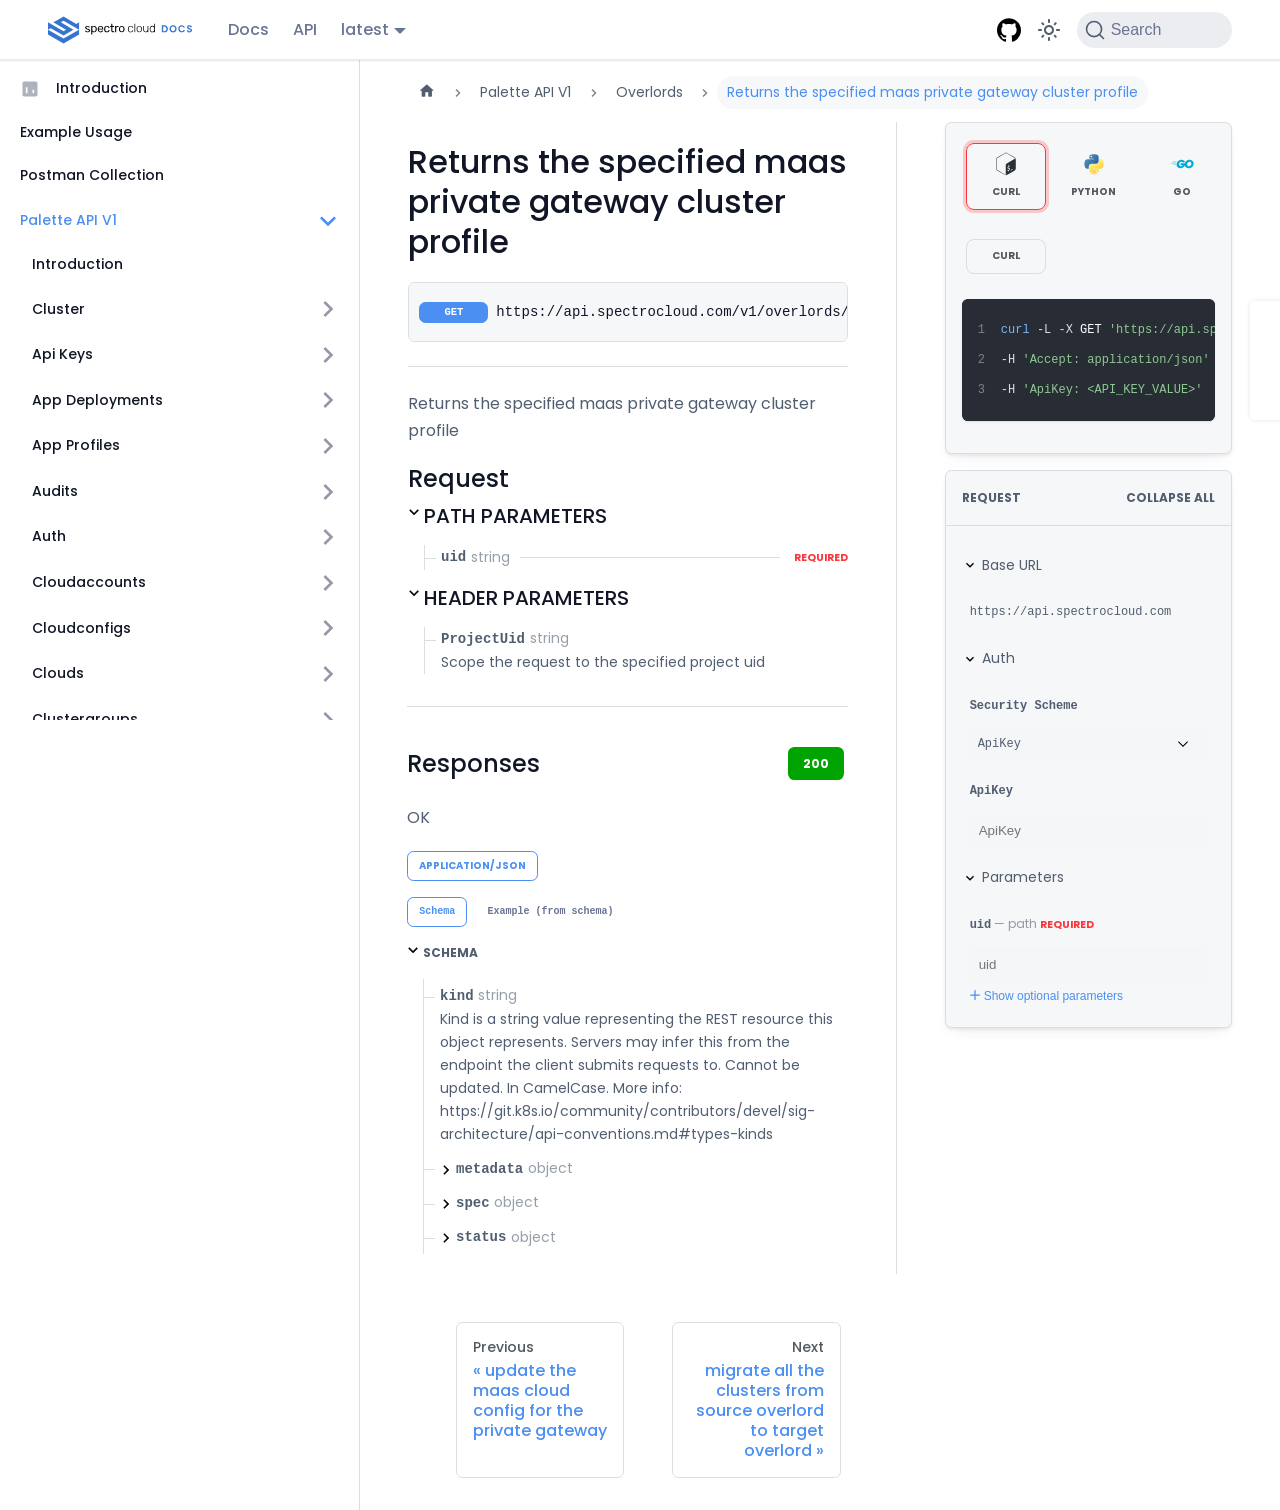 spectro cloud DOCS
Docs
API
latest
Search
Introduction
Example Usage
Postman Collection
Palette API V1
Introduction
Cluster
Api Keys
App Deployments
App Profiles
Audits
Auth
Cloudaccounts
Cloudconfigs
Clouds
Clustergroups
Palette API V1
Overlords
Returns the specified maas private gateway cluster profile
Returns the specified maas
private gateway cluster
profile
GET https://api.spectrocloud.com/v1/overlords/
Returns the specified maas private gateway cluster
profile
Request
PATH PARAMETERS
uid string REQUIRED
HEADER PARAMETERS
ProjectUid string
Scope the request to the specified project uid
Responses
200
OK
APPLICATION/JSON
Schema Example (from schema)
SCHEMA
kind string
Kind is a string value representing the REST resource this
object represents. Servers may infer this from the
endpoint the client submits requests to. Cannot be
updated. In CamelCase. More info:
https://git.k8s.io/community/contributors/devel/sig-
architecture/api-conventions.md#types-kinds
metadata object
spec object
status object
CURL PYTHON GO
CURL
1 curl -L -X GET 'https://api.sp
2 -H 'Accept: application/json'
3 -H 'ApiKey: <API_KEY_VALUE>'
REQUEST COLLAPSE ALL
Base URL
https://api.spectrocloud.com
Auth
Security Scheme
ApiKey
ApiKey
ApiKey
Parameters
uid — path REQUIRED
uid
Show optional parameters
Previous
« update the
maas cloud
config for the
private gateway
Next
migrate all the
clusters from
source overlord
to target
overlord »